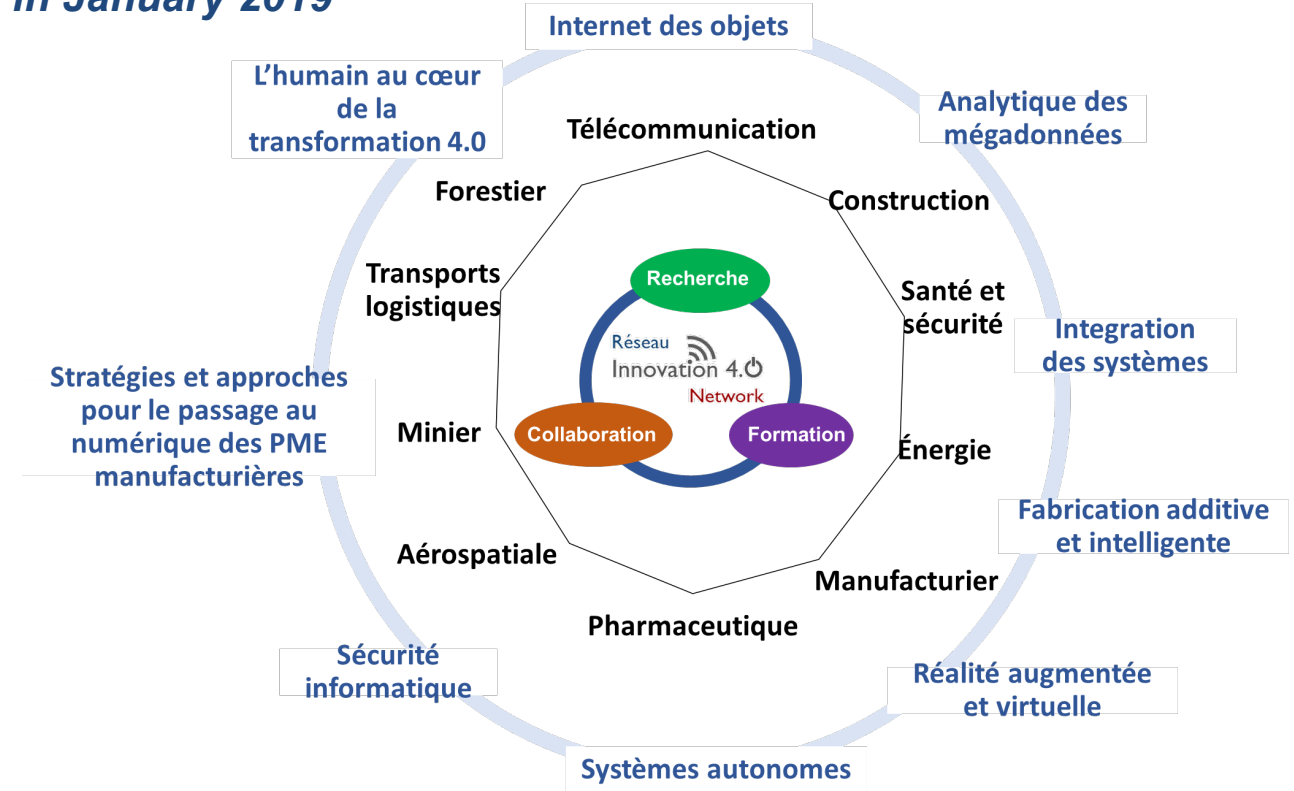 in January 2019
Internet des objets
L'humain au cœur
de la
transformation 4.0
Analytique des
mégadonnées
Télécommunication
Forestier
Construction
Transports
logistiques
Recherche
Santé et
sécurité
Réseau
Innovation 4.0
Network
Integration
des systèmes
Stratégies et approches
pour le passage au
numérique des PME
manufacturières
Minier
Collaboration
Formation
Énergie
Fabrication additive
et intelligente
Aérospatiale
Manufacturier
Pharmaceutique
Sécurité
informatique
Réalité augmentée
et virtuelle
Systèmes autonomes